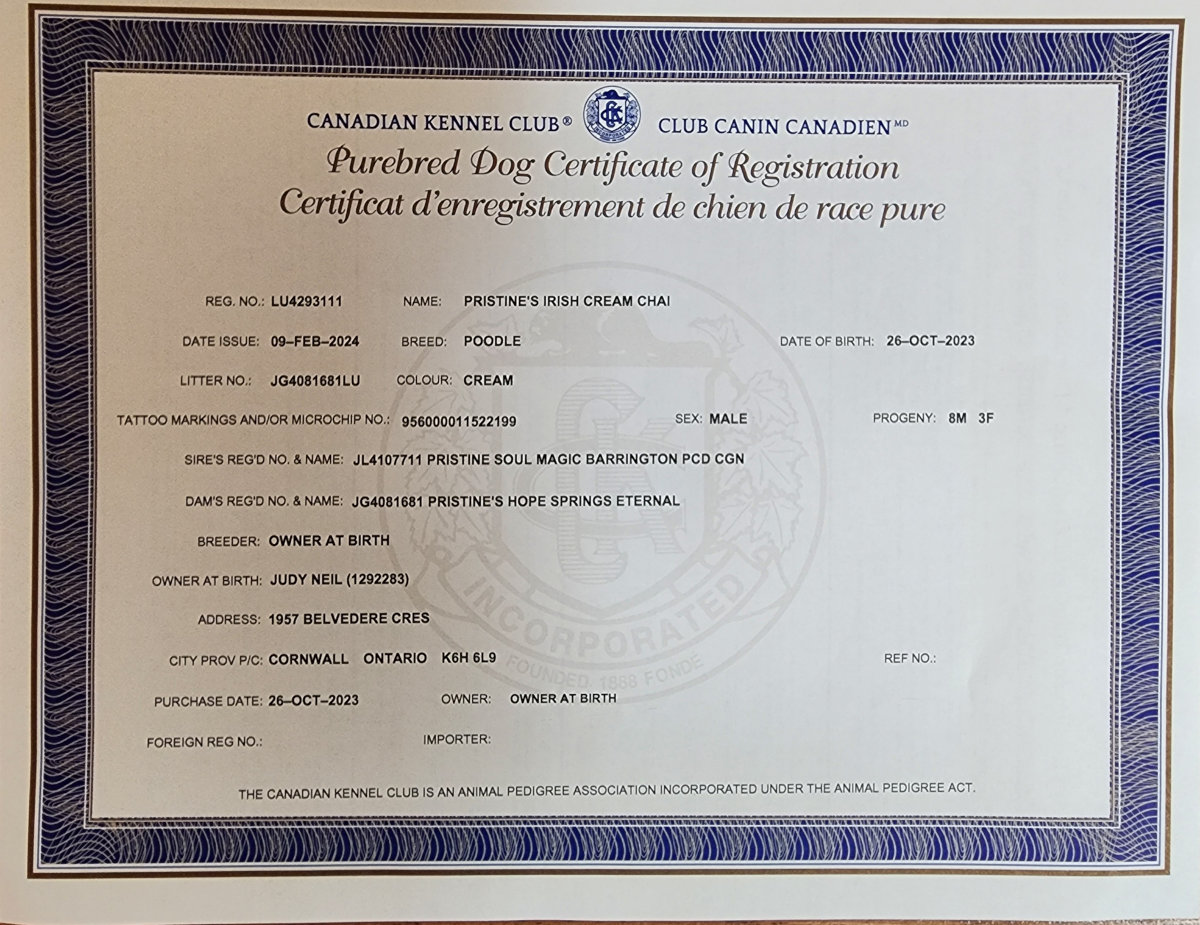 CANADIAN KENNEL CLUB® CLUB CANIN CANADIEN MD
Purebred Dog Certificate of Registration
Certificat d'enregistrement de chien de race pure
REG. NO.: LU4293111 NAME: PRISTINE'S IRISH CREAM CHAI
DATE ISSUE: 09–FEB–2024 BREED: POODLE DATE OF BIRTH: 26–OCT–2023
LITTER NO.: JG4081681LU COLOUR: CREAM
TATTOO MARKINGS AND/OR MICROCHIP NO.: 956000011522199 SEX: MALE PROGENY: 8M 3F
SIRE'S REG'D NO. & NAME: JL4107711 PRISTINE SOUL MAGIC BARRINGTON PCD CGN
DAM'S REG'D NO. & NAME: JG4081681 PRISTINE'S HOPE SPRINGS ETERNAL
BREEDER: OWNER AT BIRTH
OWNER AT BIRTH: JUDY NEIL (1292283)
ADDRESS: 1957 BELVEDERE CRES
CITY PROV P/C: CORNWALL ONTARIO K6H 6L9 REF NO.:
PURCHASE DATE: 26–OCT–2023 OWNER: OWNER AT BIRTH
FOREIGN REG NO.: IMPORTER:
THE CANADIAN KENNEL CLUB IS AN ANIMAL PEDIGREE ASSOCIATION INCORPORATED UNDER THE ANIMAL PEDIGREE ACT.
CKC
INCORPORATED
FOUNDED, 1888 FONDE